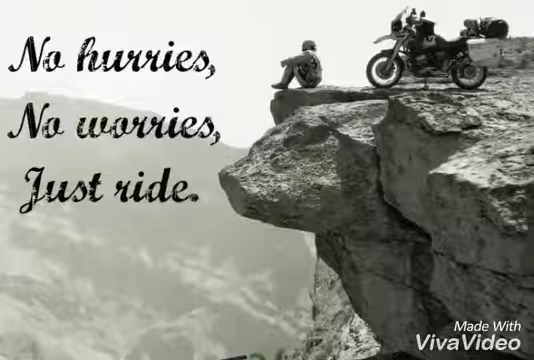 No hurries,
No worries,
Just ride.
Made With
VivaVideo